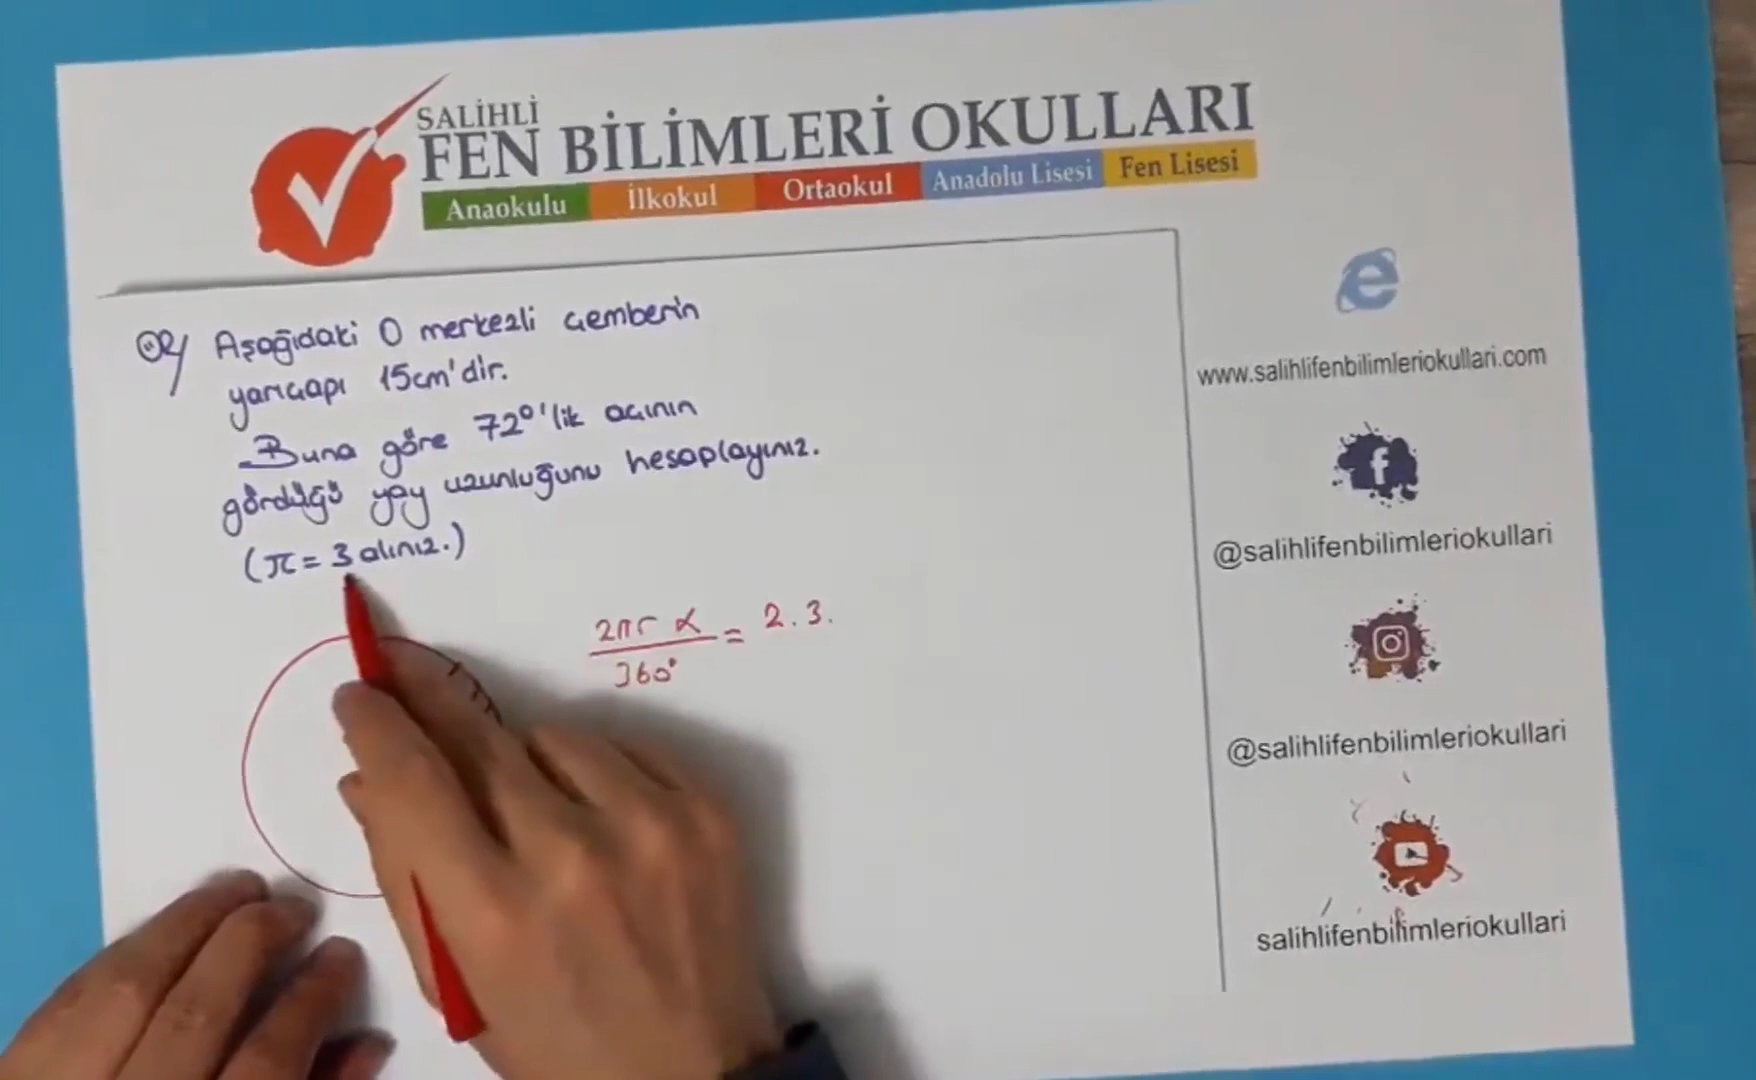 SALİHLİ
FEN BİLİMLERİ OKULLARI
Anaokulu İlkokul Ortaokul Anadolu Lisesi Fen Lisesi
Aşağıdaki O merkezli çemberin
yarıçapı 15cm'dir.
Buna göre 72°'lik açının
gördüğü yay uzunluğunu hesaplayınız.
(π = 3 alınız.)
2πr α = 2.3.
360°
www.salihlifenbilimleriokullari.com
@salihlifenbilimleriokullari
@salihlifenbilimleriokullari
salihlifenbilimleriokullari